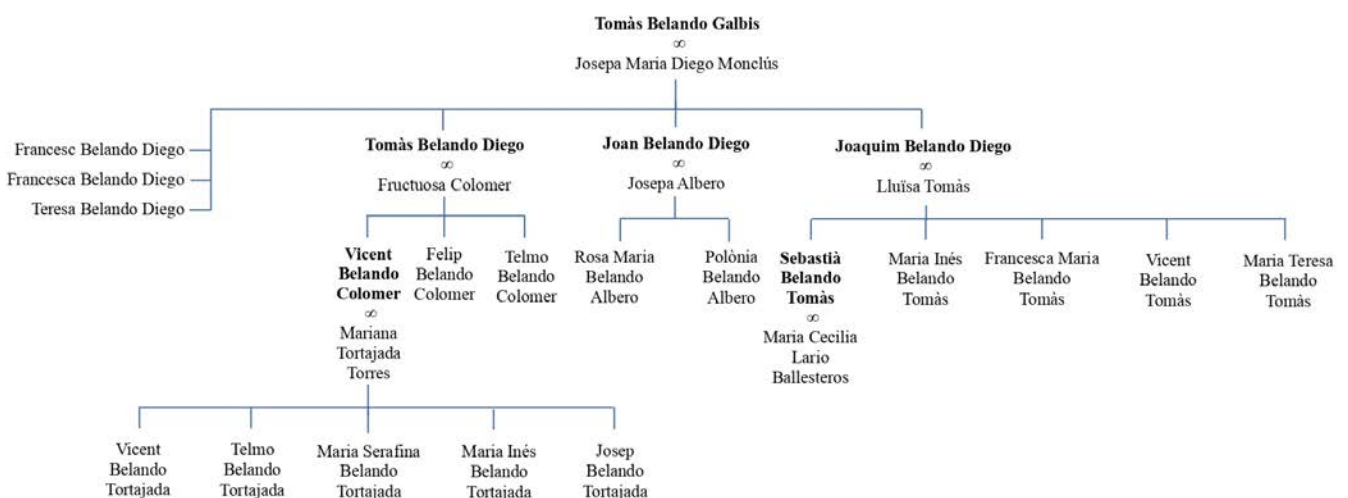 Tomàs Belando Galbis
∞
Josepa Maria Diego Monclús
Francesc Belando Diego
Francesca Belando Diego
Teresa Belando Diego
Tomàs Belando Diego
∞
Fructuosa Colomer
Joan Belando Diego
∞
Josepa Albero
Joaquim Belando Diego
∞
Lluïsa Tomàs
Vicent
Belando
Colomer
∞
Mariana
Tortajada
Torres
Felip
Belando
Colomer
Telmo
Belando
Colomer
Rosa Maria
Belando
Albero
Polònia
Belando
Albero
Sebastià
Belando
Tomàs
∞
Maria Cecilia
Lario
Ballesteros
Maria Inés
Belando
Tomàs
Francesca Maria
Belando
Tomàs
Vicent
Belando
Tomàs
Maria Teresa
Belando
Tomàs
Vicent
Belando
Tortajada
Telmo
Belando
Tortajada
Maria Serafina
Belando
Tortajada
Maria Inés
Belando
Tortajada
Josep
Belando
Tortajada